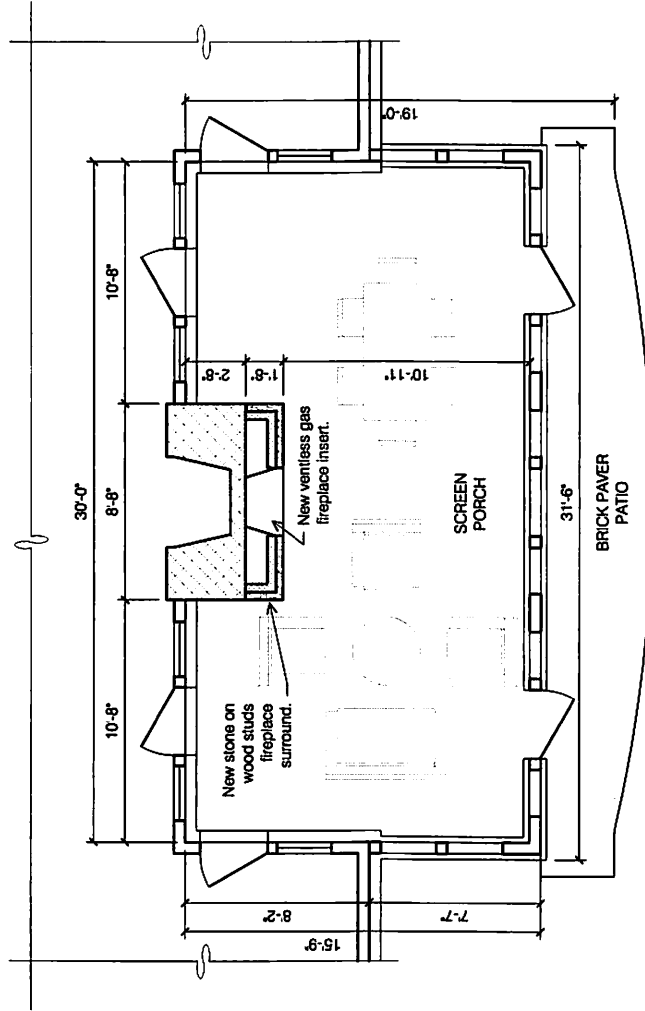 30'-0"
10'-8"
8'-8"
10'-8"
19'-0"
2'-8"
1'-8"
10'-11"
New ventless gas
fireplace insert.
New stone on
wood studs
fireplace
surround.
SCREEN
PORCH
31'-6"
BRICK PAVER
PATIO
8'-2"
7'-7"
15'-9"